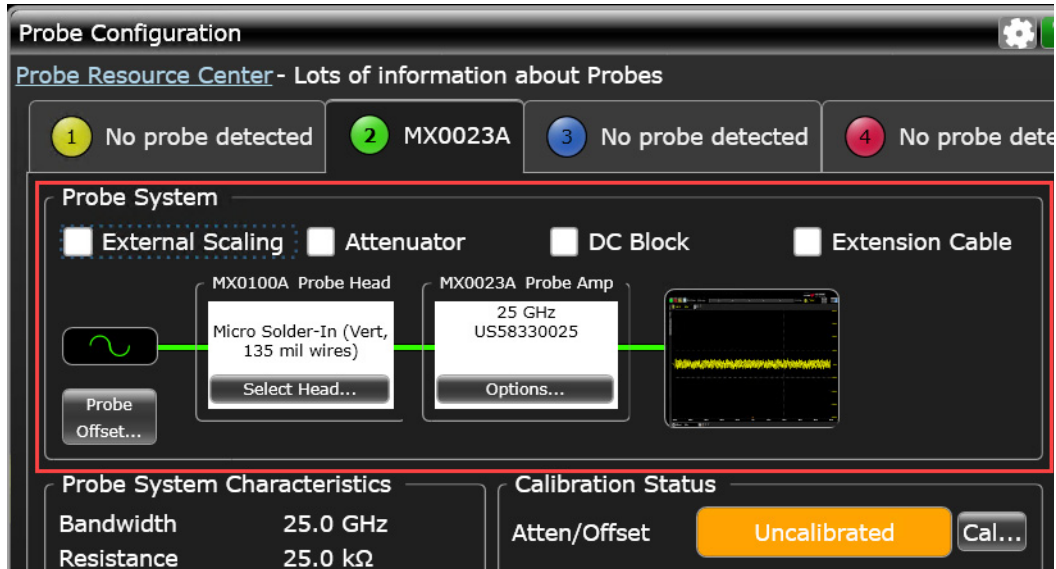 Probe Configuration
Probe Resource Center - Lots of information about Probes
1 No probe detected
2 MX0023A
3 No probe detected
4 No probe dete
Probe System
External Scaling
Attenuator
DC Block
Extension Cable
MX0100A Probe Head
Micro Solder-In (Vert,
135 mil wires)
Select Head...
MX0023A Probe Amp
25 GHz
US58330025
Options...
Probe
Offset...
Probe System Characteristics
Bandwidth 25.0 GHz
Resistance 25.0 kΩ
Calibration Status
Atten/Offset Uncalibrated Cal...